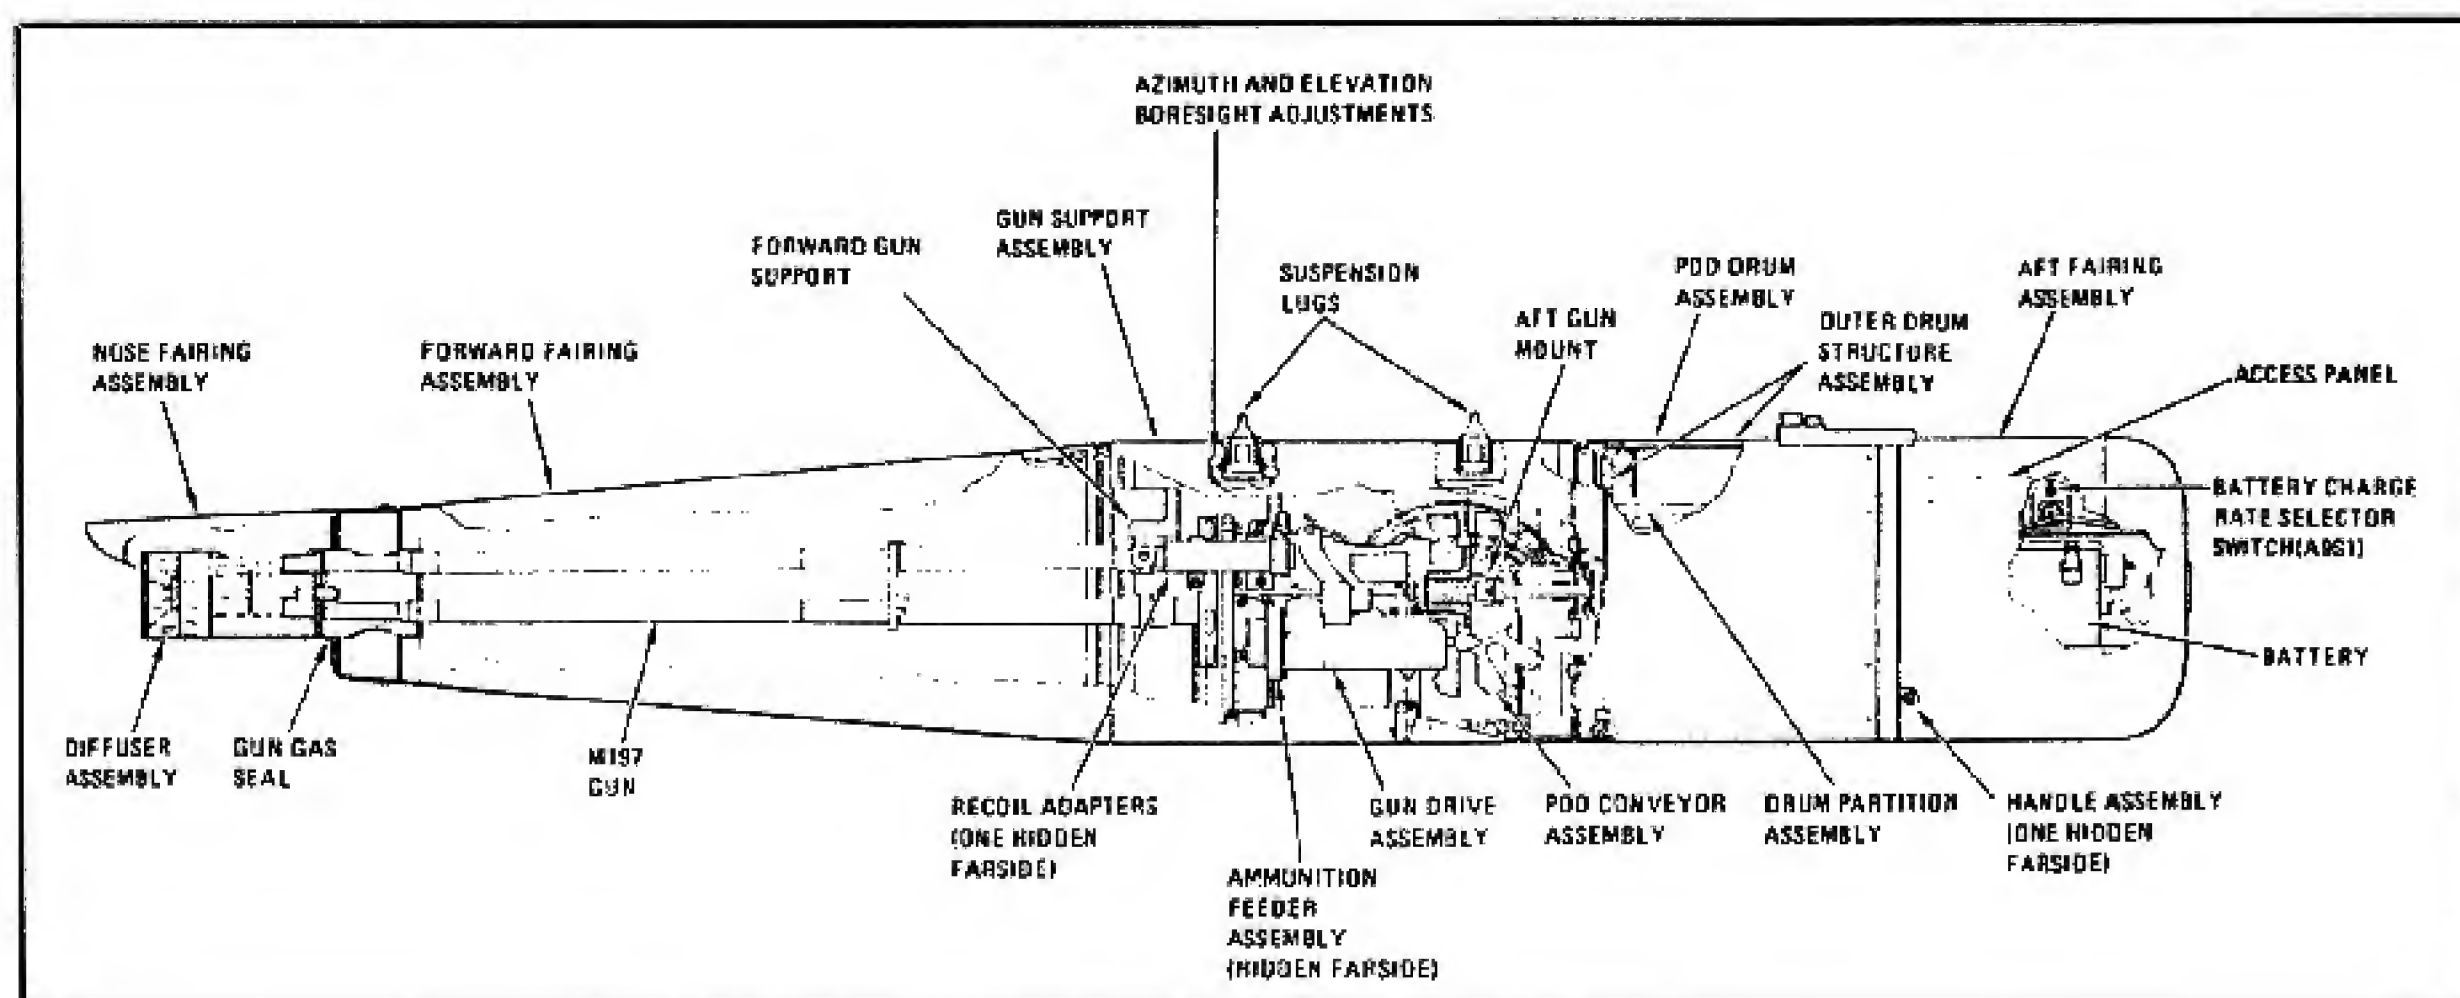 AZIMUTH AND ELEVATION
BORESIGHT ADJUSTMENTS
GUN SUPPORT
ASSEMBLY
FORWARD GUN
SUPPORT
SUSPENSION
LUGS
POD DRUM
ASSEMBLY
AFT FAIRING
ASSEMBLY
AFT GUN
MOUNT
OUTER DRUM
STRUCTURE
ASSEMBLY
NOSE FAIRING
ASSEMBLY
FORWARD FAIRING
ASSEMBLY
ACCESS PANEL
BATTERY CHARGE
RATE SELECTOR
SWITCH(A9S1)
BATTERY
DIFFUSER
ASSEMBLY
GUN GAS
SEAL
M197
GUN
RECOIL ADAPTERS
(ONE HIDDEN
FARSIDE)
AMMUNITION
FEEDER
ASSEMBLY
(HIDDEN FARSIDE)
GUN DRIVE
ASSEMBLY
POD CONVEYOR
ASSEMBLY
DRUM PARTITION
ASSEMBLY
HANDLE ASSEMBLY
(ONE HIDDEN
FARSIDE)